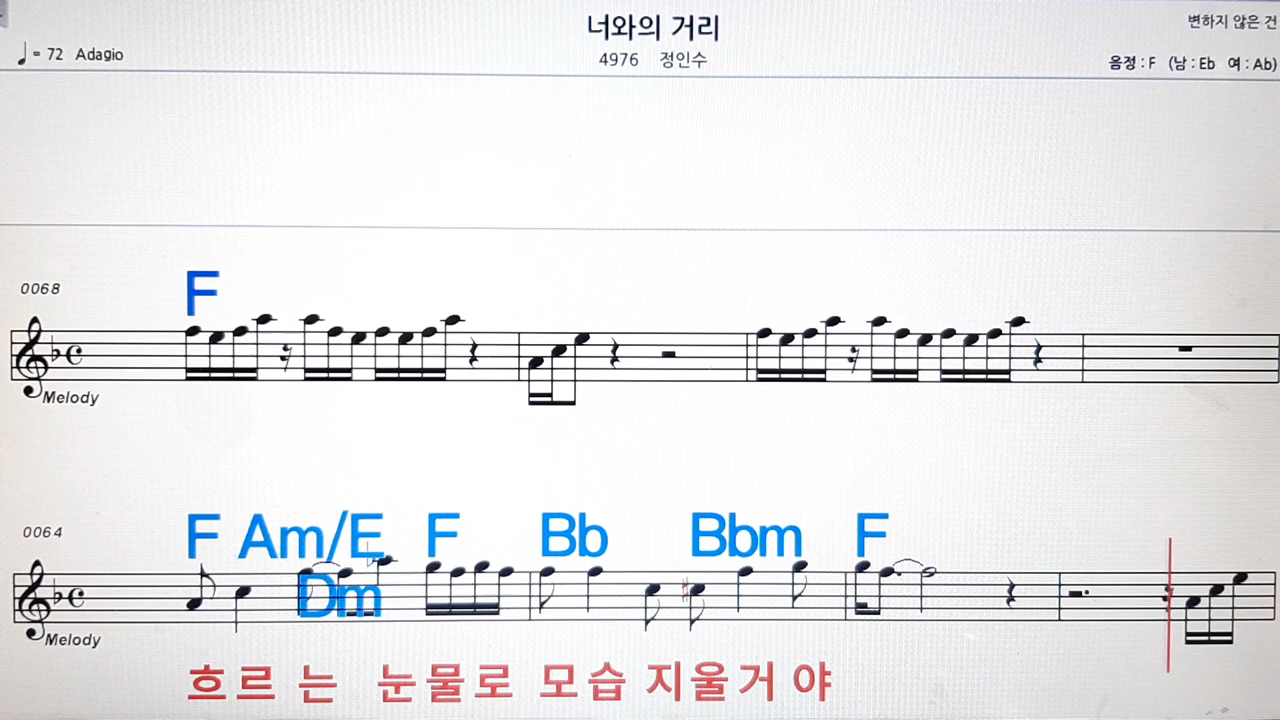 너와의 거리
변하지 않은 건
= 72 Adagio
4976 정인수
음정 : F (남 : Eb 여 : Ab)
F
0068
Melody
F Am/E F Bb Bbm F
0064
Dm
Melody
흐르 는 눈물로 모습 지울거 야